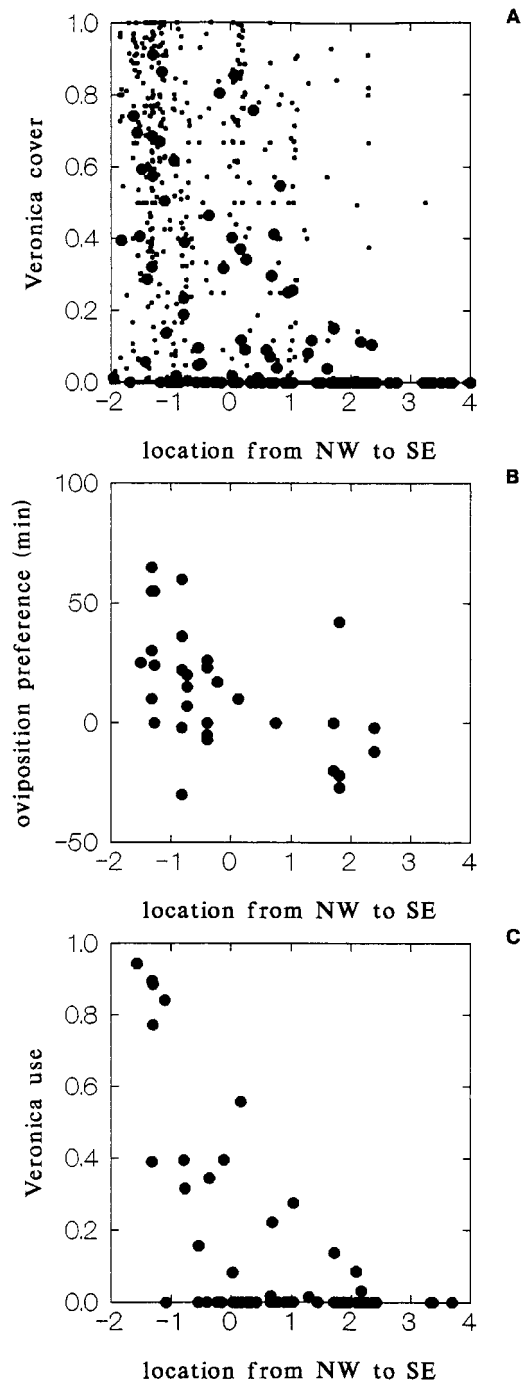 A
1.0
0.8
0.6
0.4
0.2
0.0
Veronica cover
−2 −1 0 1 2 3 4
location from NW to SE
B
100
50
0
−50
oviposition preference (min)
−2 −1 0 1 2 3 4
location from NW to SE
C
1.0
0.8
0.6
0.4
0.2
0.0
Veronica use
−2 −1 0 1 2 3 4
location from NW to SE